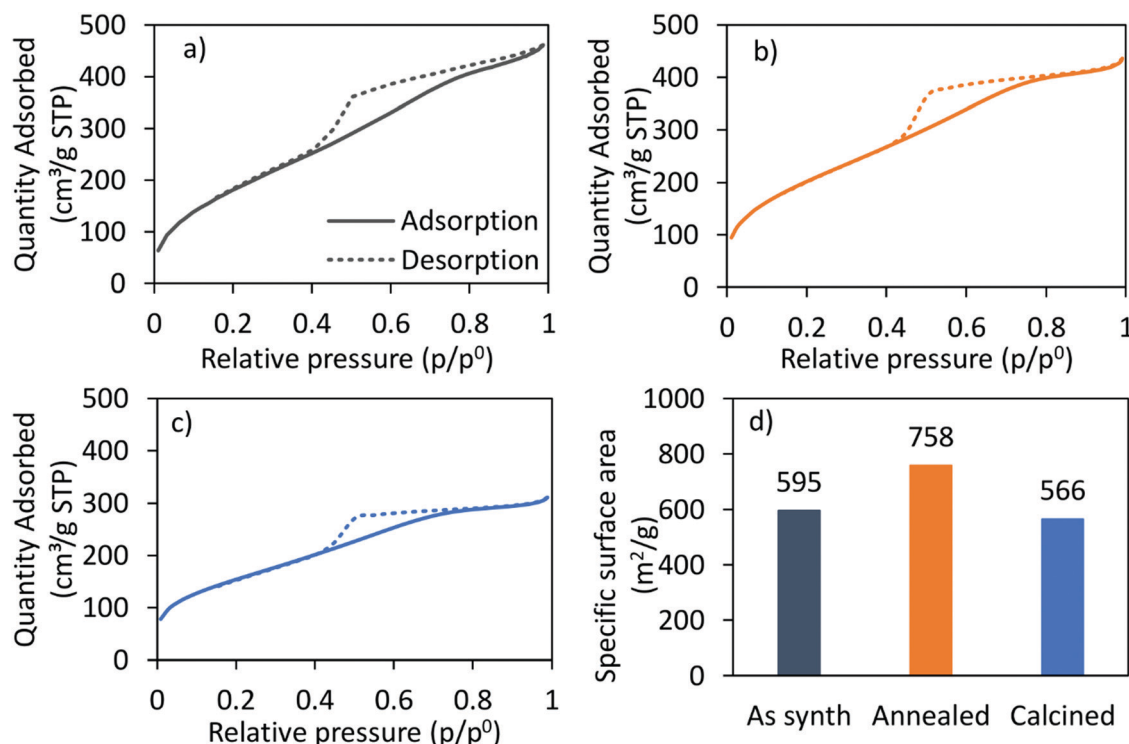 a)
Quantity Adsorbed
(cm³/g STP)
500
400
300
200
100
0
Adsorption
Desorption
0 0.2 0.4 0.6 0.8 1
Relative pressure (p/p⁰)
b)
Quantity Adsorbed
(cm³/g STP)
500
400
300
200
100
0
0 0.2 0.4 0.6 0.8 1
Relative pressure (p/p⁰)
c)
Quantity Adsorbed
(cm³/g STP)
500
400
300
200
100
0
0 0.2 0.4 0.6 0.8 1
Relative pressure (p/p⁰)
d)
Specific surface area
(m²/g)
1000
800
600
400
200
0
595
758
566
As synth Annealed Calcined